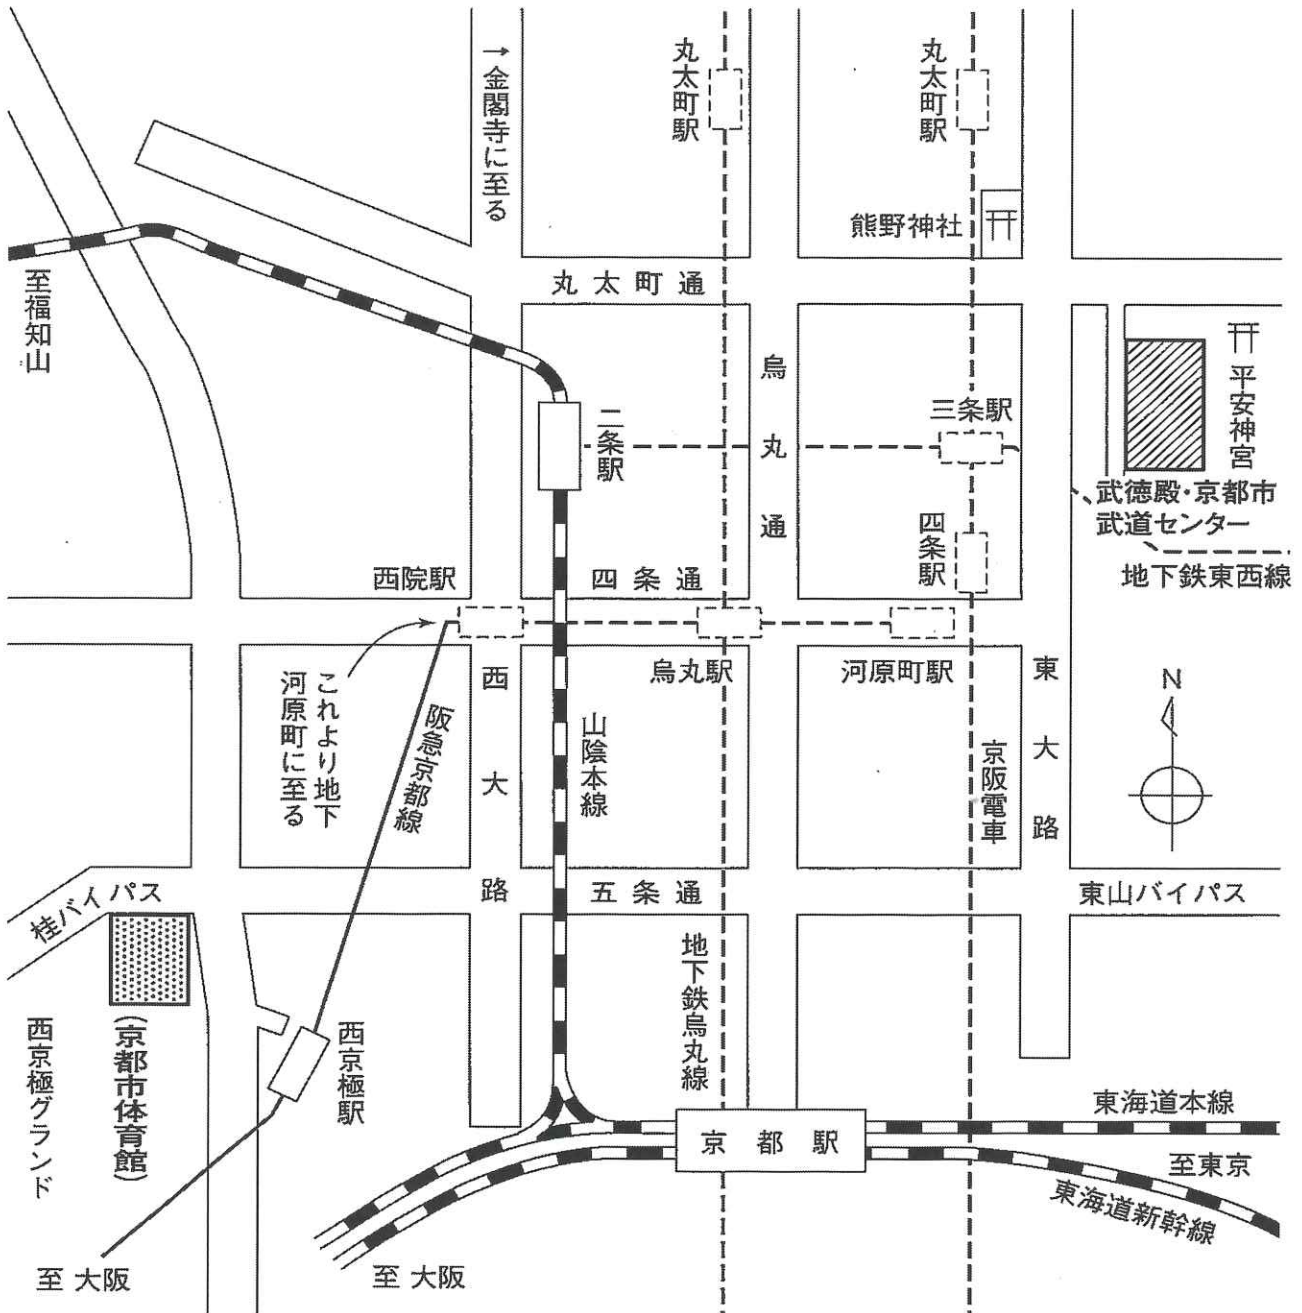 →金閣寺に至る
丸太町駅
丸太町駅
熊野神社
丸太町通
至福知山
烏丸通
二条駅
三条駅
平安神宮
武徳殿・京都市
武道センター
四条駅
地下鉄東西線
西院駅
四条通
烏丸駅
河原町駅
これより地下
河原町に至る
阪急京都線
西大路
山陰本線
京阪電車
東大路
N
桂バイパス
五条通
東山バイパス
地下鉄烏丸線
西京極グランド
(京都市体育館)
西京極駅
京都駅
東海道本線
至東京
東海道新幹線
至 大阪
至 大阪